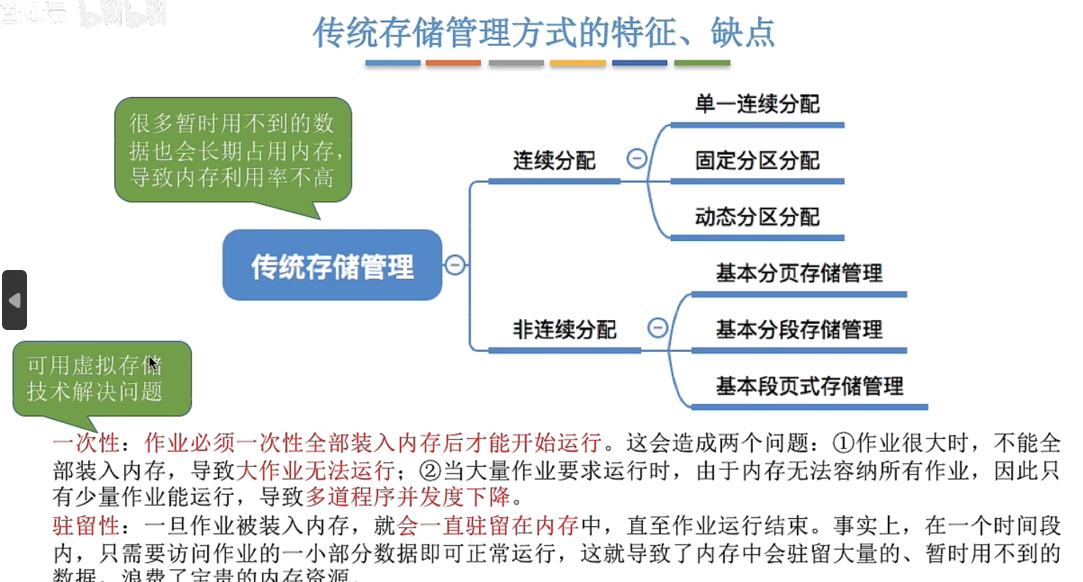 传统存储管理方式的特征、缺点
很多暂时用不到的数
据也会长期占用内存，
导致内存利用率不高
传统存储管理
连续分配
单一连续分配
固定分区分配
动态分区分配
非连续分配
基本分页存储管理
基本分段存储管理
基本段页式存储管理
可用虚拟存储
技术解决问题
一次性：作业必须一次性全部装入内存后才能开始运行。这会造成两个问题：①作业很大时，不能全
部装入内存，导致大作业无法运行；②当大量作业要求运行时，由于内存无法容纳所有作业，因此只
有少量作业能运行，导致多道程序并发度下降。
驻留性：一旦作业被装入内存，就会一直驻留在内存中，直至作业运行结束。事实上，在一个时间段
内，只需要访问作业的一小部分数据即可正常运行，这就导致了内存中会驻留大量的、暂时用不到的
数据，浪费了宝贵的内存资源。